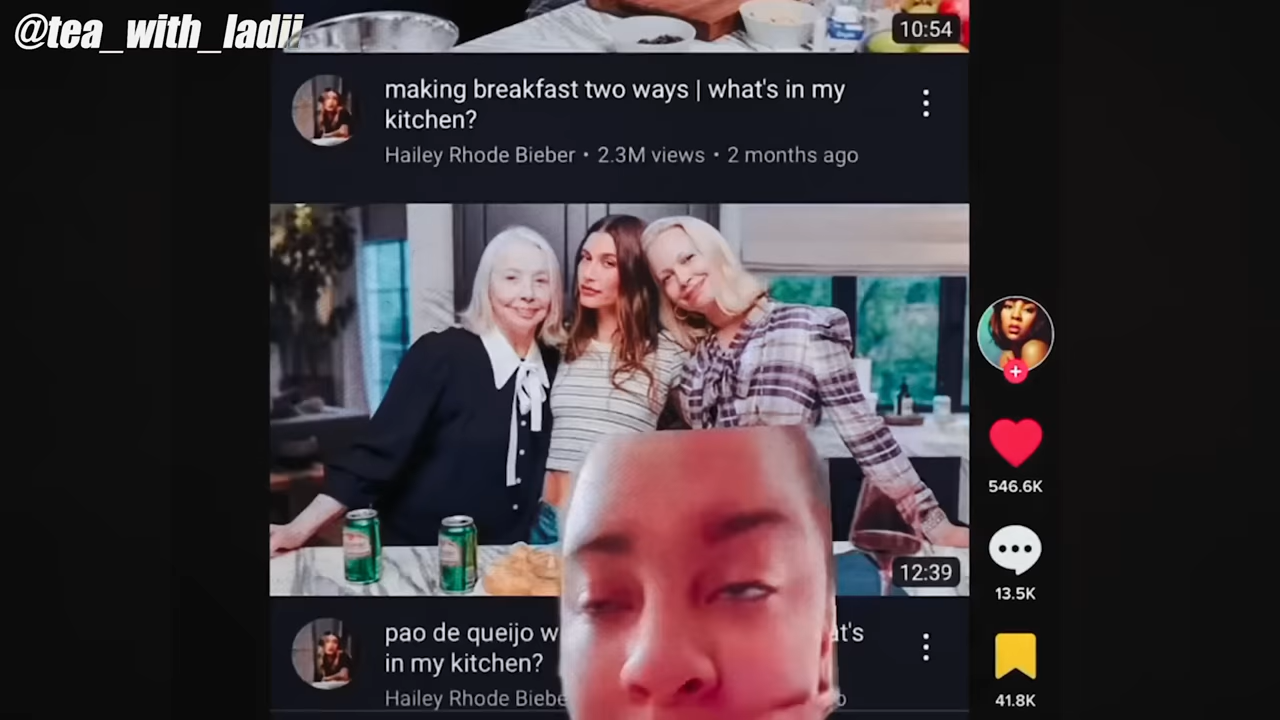 @tea_with_ladii
10:54
making breakfast two ways | what's in my
kitchen?
Hailey Rhode Bieber • 2.3M views • 2 months ago
12:39
pao de queijo w
at's
in my kitchen?
Hailey Rhode Biebe
546.6K
13.5K
41.8K